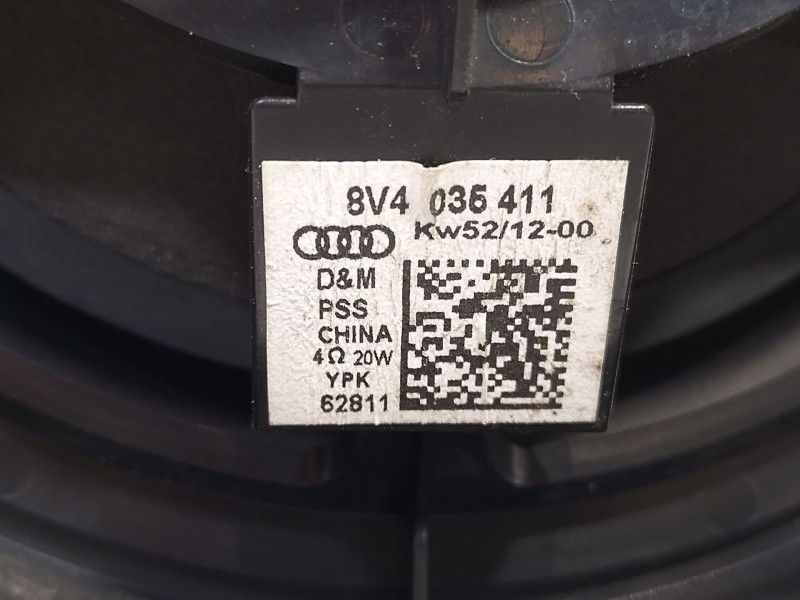 8V4 035 411
Kw52/12-00
D&M
PSS
CHINA
4Ω 20W
YPK
62811